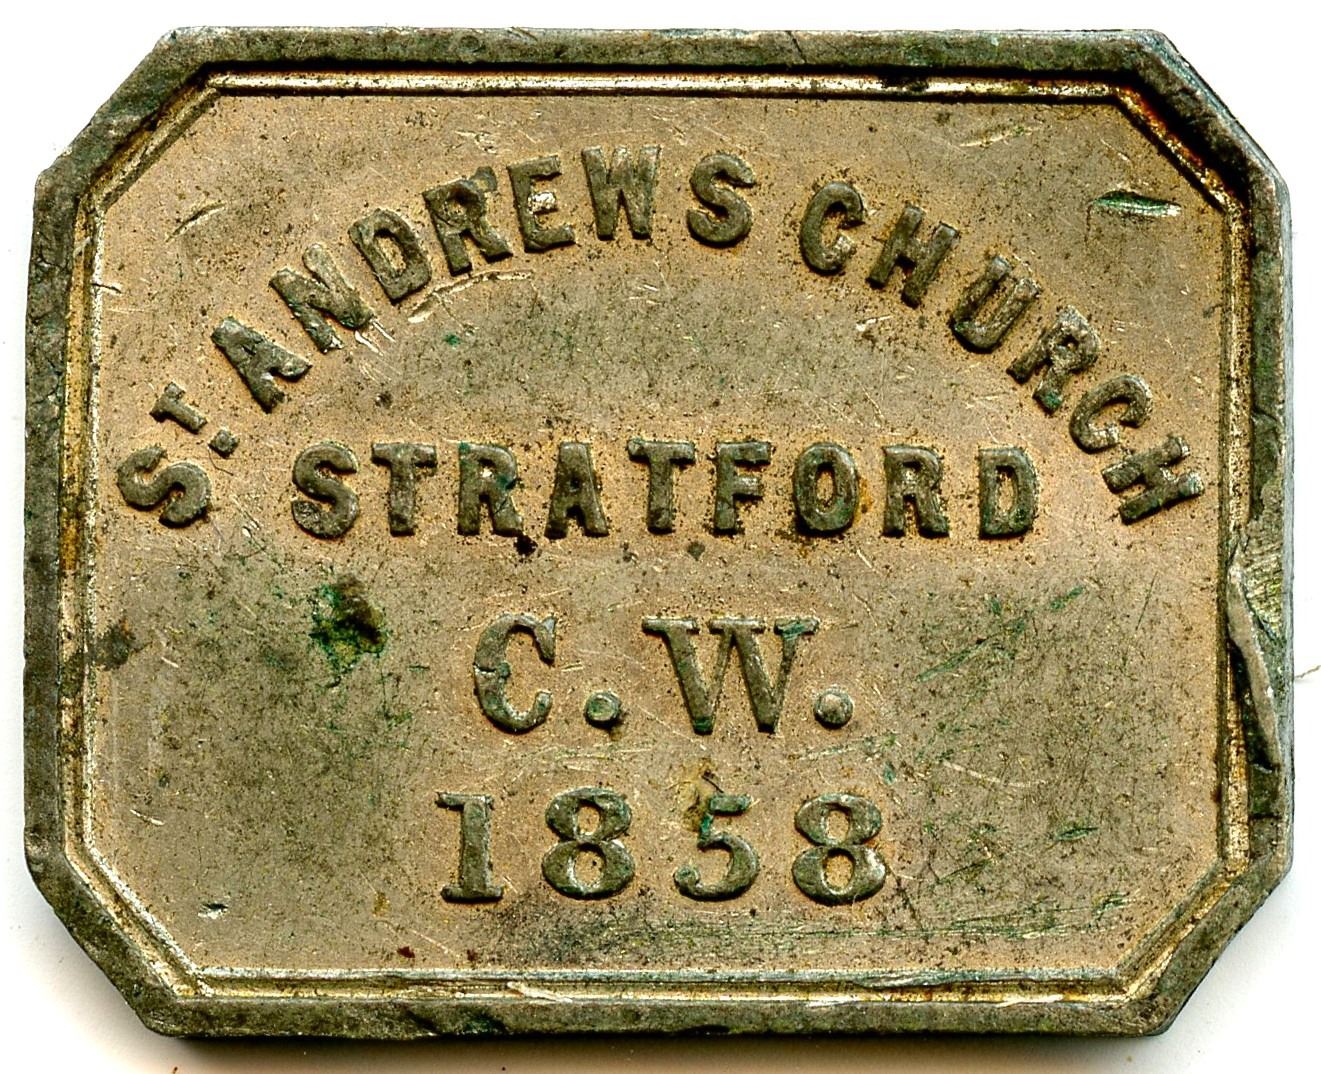 ST. ANDREWS CHURCH
STRATFORD
C. W.
1858